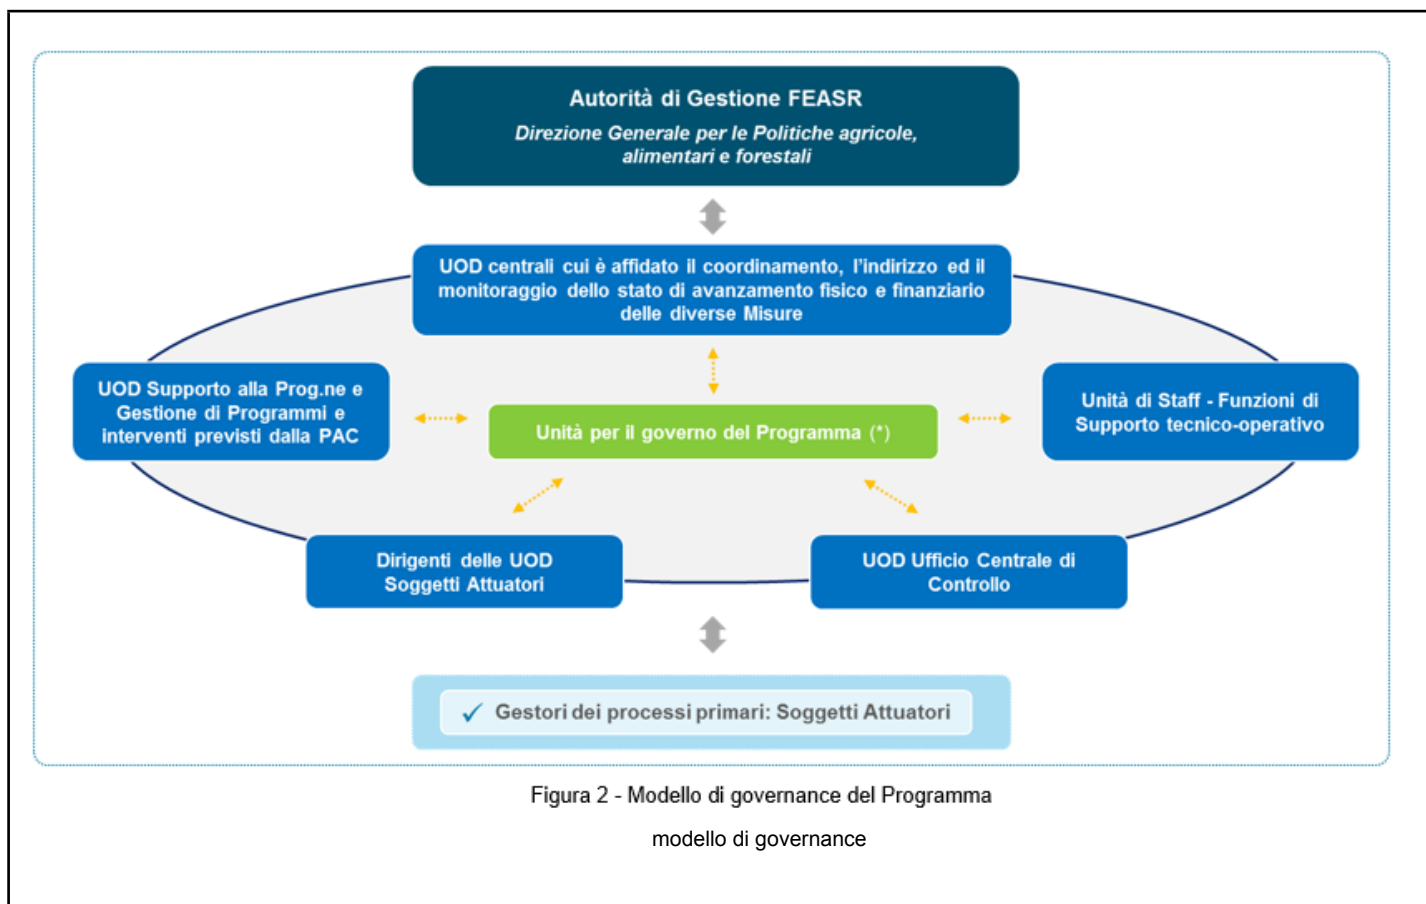 Autorità di Gestione FEASR
Direzione Generale per le Politiche agricole,
alimentari e forestali
UOD centrali cui è affidato il coordinamento, l'indirizzo ed il
monitoraggio dello stato di avanzamento fisico e finanziario
delle diverse Misure
UOD Supporto alla Prog.ne e
Gestione di Programmi e
interventi previsti dalla PAC
Unità per il governo del Programma (*)
Unità di Staff - Funzioni di
Supporto tecnico-operativo
Dirigenti delle UOD
Soggetti Attuatori
UOD Ufficio Centrale di
Controllo
✓ Gestori dei processi primari: Soggetti Attuatori
Figura 2 - Modello di governance del Programma
modello di governance